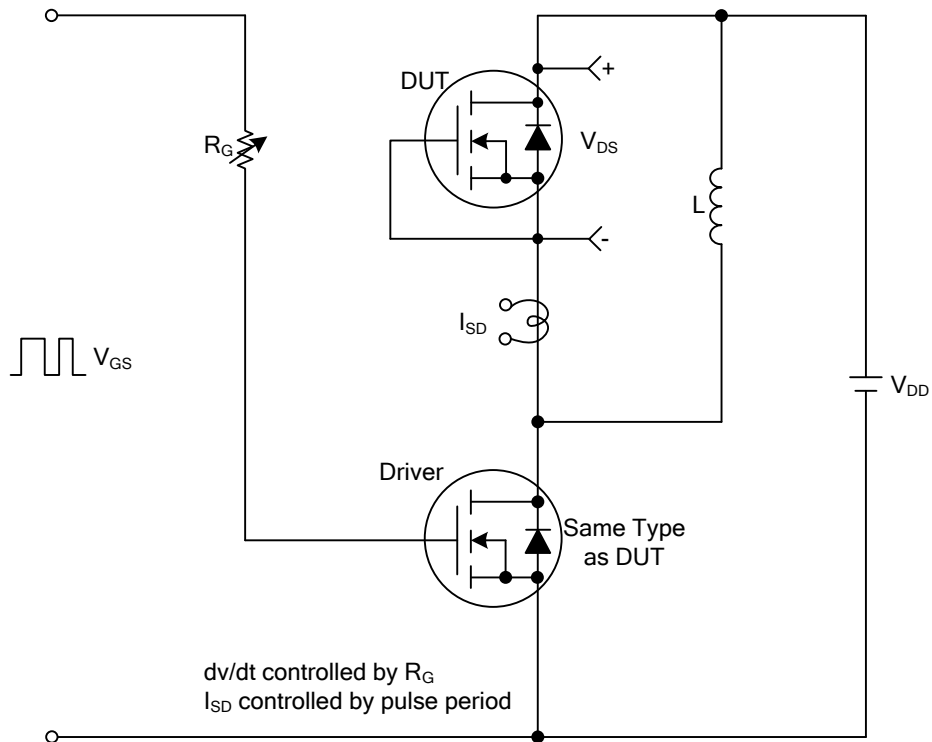 DUT
+
R_G
V_DS
L
-
I_SD
V_GS
V_DD
Driver
Same Type
as DUT
dv/dt controlled by R_G
I_SD controlled by pulse period